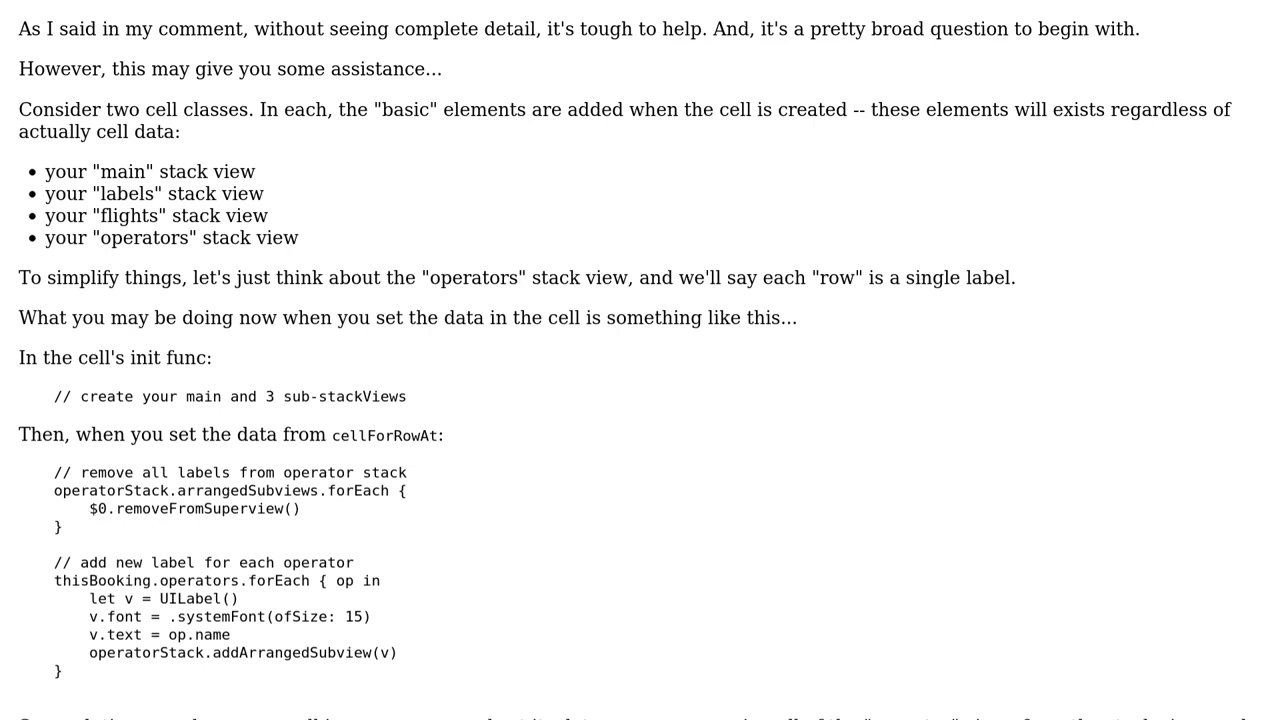 As I said in my comment, without seeing complete detail, it's tough to help. And, it's a pretty broad question to begin with.
However, this may give you some assistance...
Consider two cell classes. In each, the "basic" elements are added when the cell is created -- these elements will exists regardless of
actually cell data:
• your "main" stack view
• your "labels" stack view
• your "flights" stack view
• your "operators" stack view
To simplify things, let's just think about the "operators" stack view, and we'll say each "row" is a single label.
What you may be doing now when you set the data in the cell is something like this...
In the cell's init func:
// create your main and 3 sub-stackViews
Then, when you set the data from cellForRowAt:
// remove all labels from operator stack
operatorStack.arrangedSubviews.forEach {
    $0.removeFromSuperview()
}
// add new label for each operator
thisBooking.operators.forEach { op in
    let v = UILabel()
    v.font = .systemFont(ofSize: 15)
    v.text = op.name
    operatorStack.addArrangedSubview(v)
}